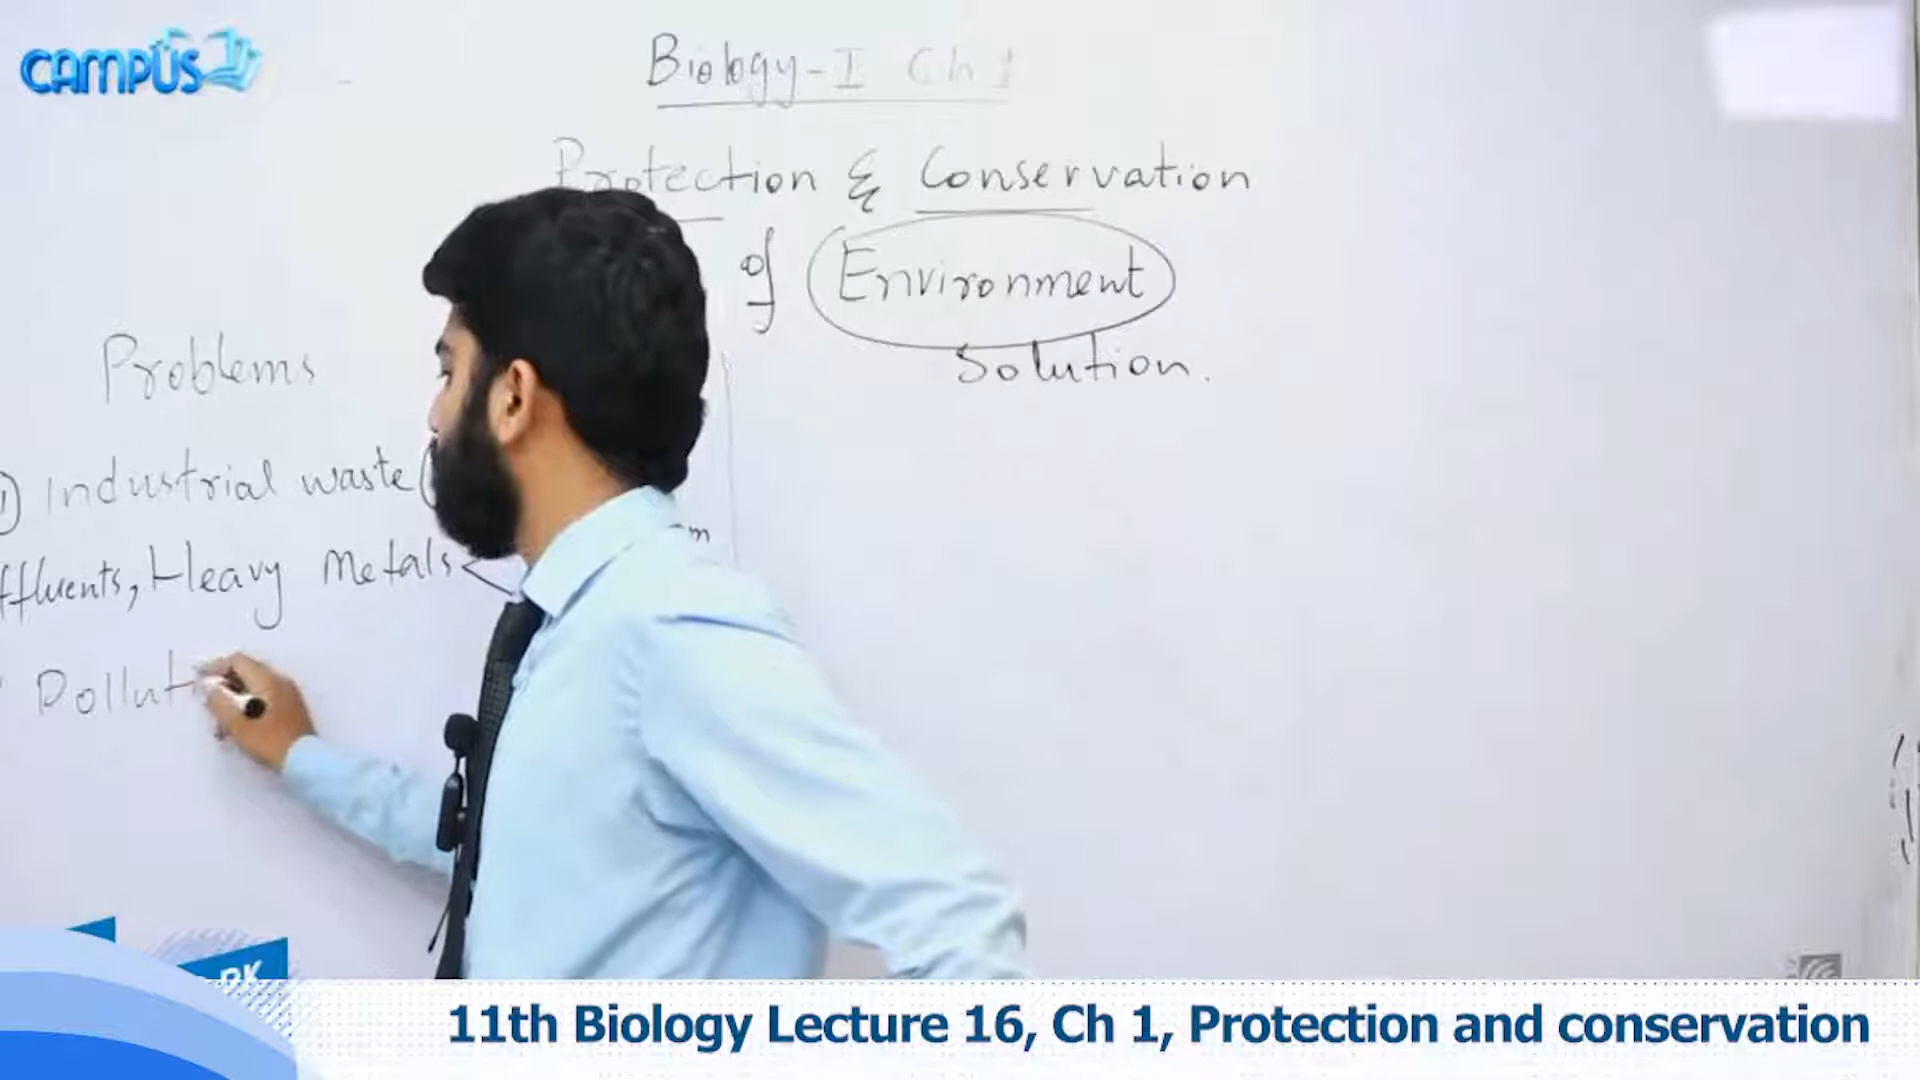 CAMPUS
Biology-I Ch 1
Protection & Conservation
of Environment
Problems
Solution.
① Industrial waste (
ffluents, Heavy Metals <
m
Pollut
.PK
11th Biology Lecture 16, Ch 1, Protection and conservation